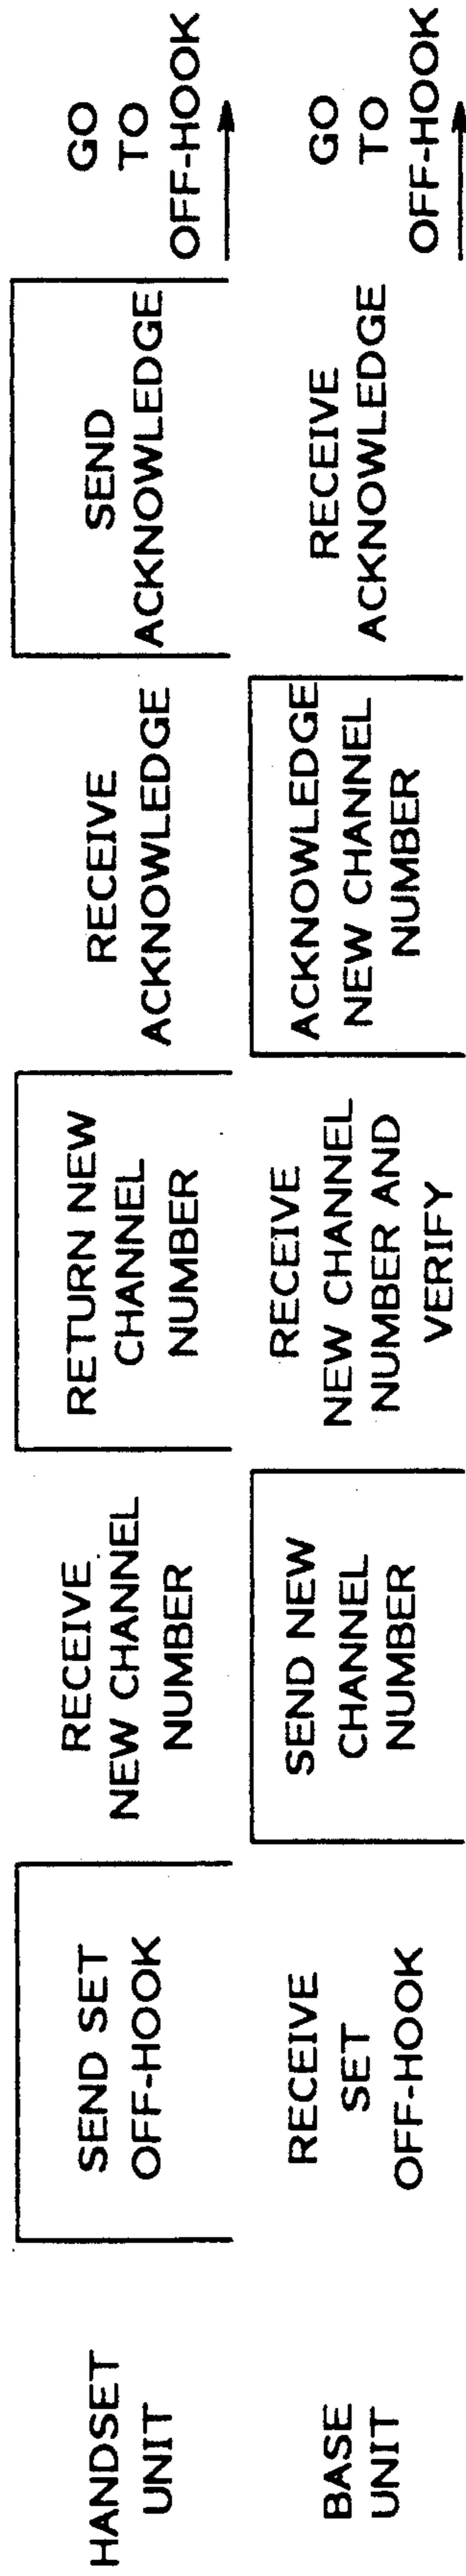 HANDSET
UNIT
SEND SET
OFF-HOOK
RECEIVE
NEW CHANNEL
NUMBER
RETURN NEW
CHANNEL
NUMBER
RECEIVE
ACKNOWLEDGE
SEND
ACKNOWLEDGE
GO
TO
OFF-HOOK
BASE
UNIT
RECEIVE
SET
OFF-HOOK
SEND NEW
CHANNEL
NUMBER
RECEIVE
NEW CHANNEL
NUMBER AND
VERIFY
ACKNOWLEDGE
NEW CHANNEL
NUMBER
RECEIVE
ACKNOWLEDGE
GO
TO
OFF-HOOK